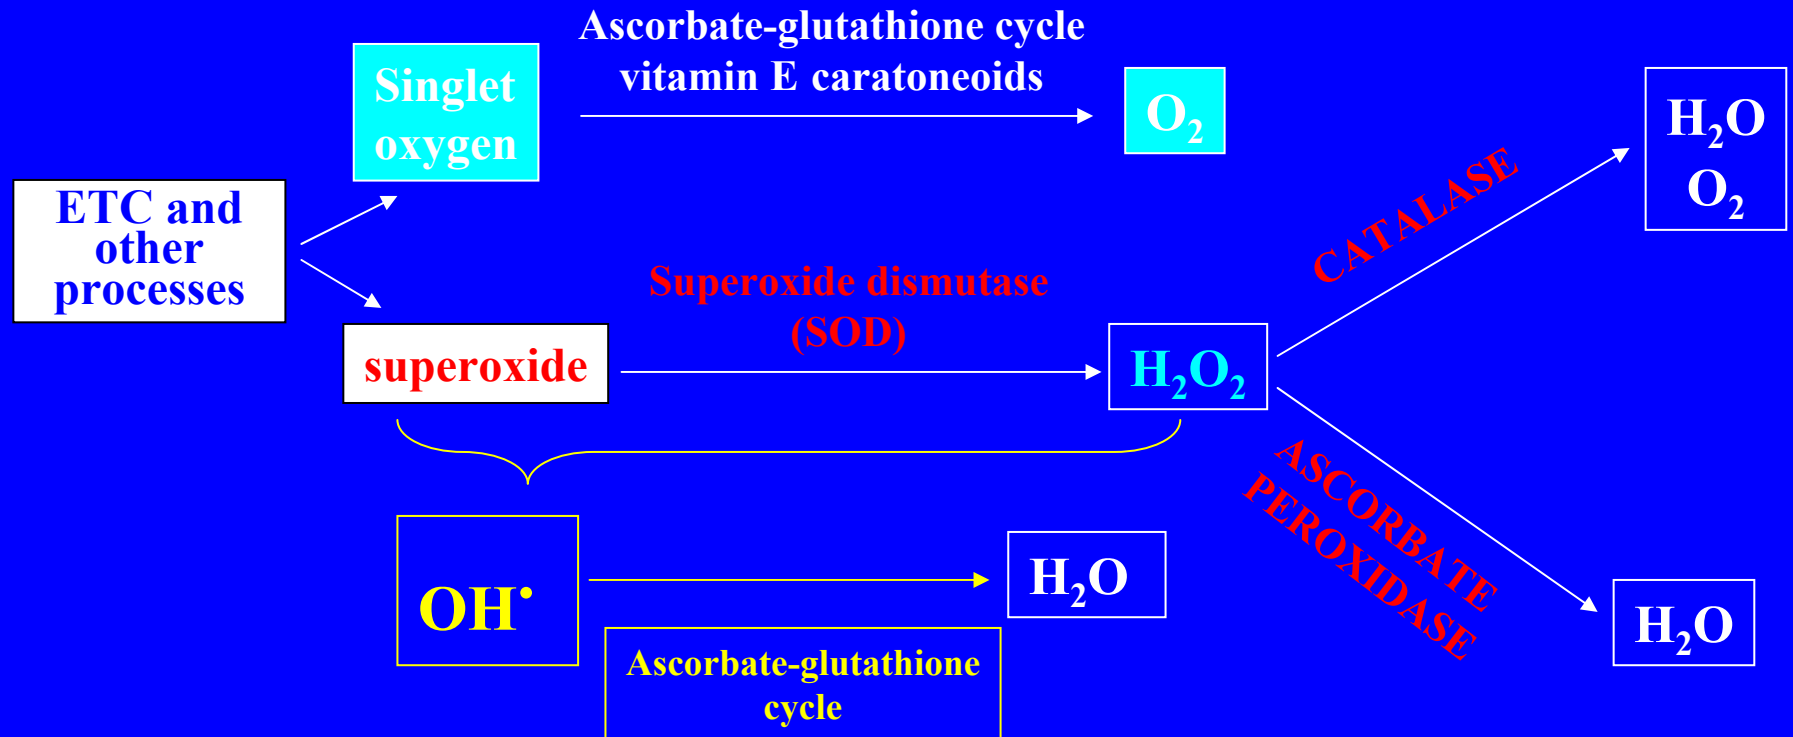 Ascorbate-glutathione cycle
vitamin E caratoneoids
Singlet
oxygen
O₂
H₂O
O₂
CATALASE
ETC and
other
processes
Superoxide dismutase
(SOD)
superoxide
H₂O₂
ASCORBATE
PEROXIDASE
OH•
H₂O
H₂O
Ascorbate-glutathione
cycle